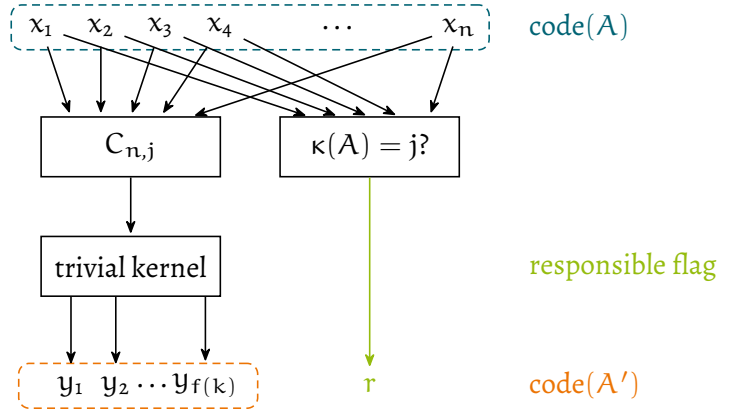 x₁ x₂ x₃ x₄ ⋯ xₙ code(A)
Cₙ,ⱼ κ(A) = j?
trivial kernel responsible flag
y₁ y₂ ⋯ y_f(k) r code(A′)